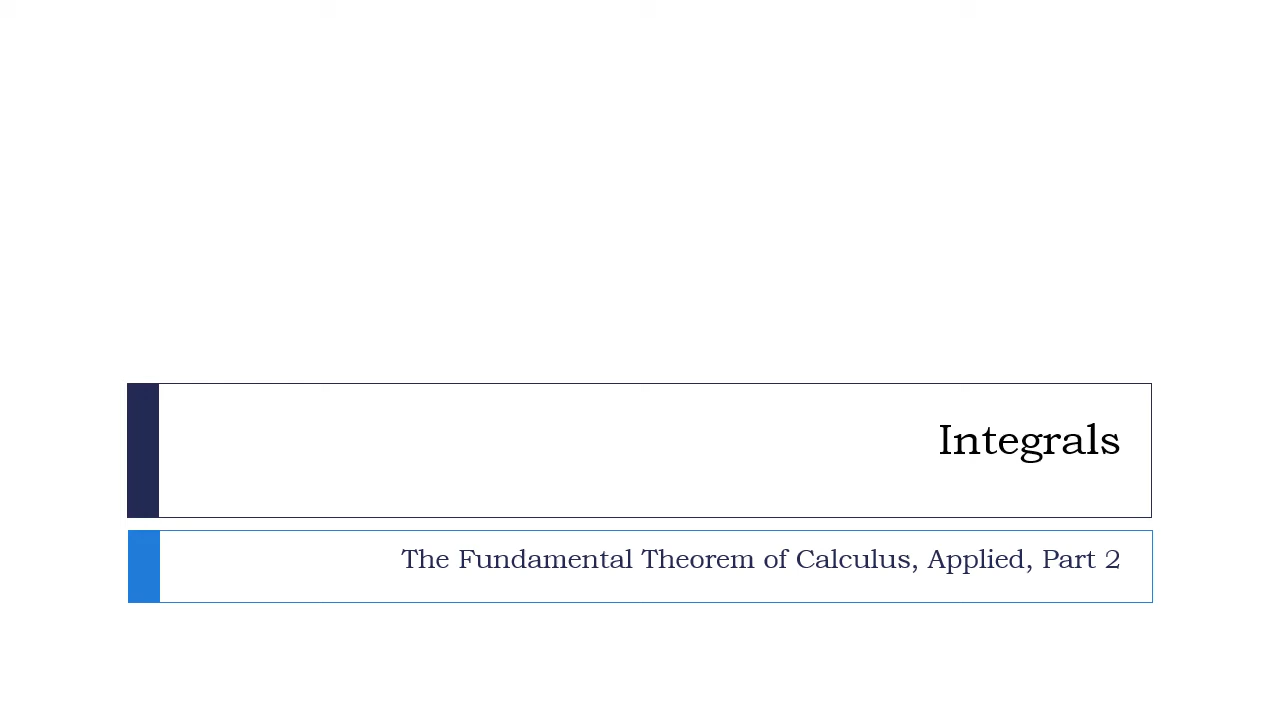 Integrals
The Fundamental Theorem of Calculus, Applied, Part 2